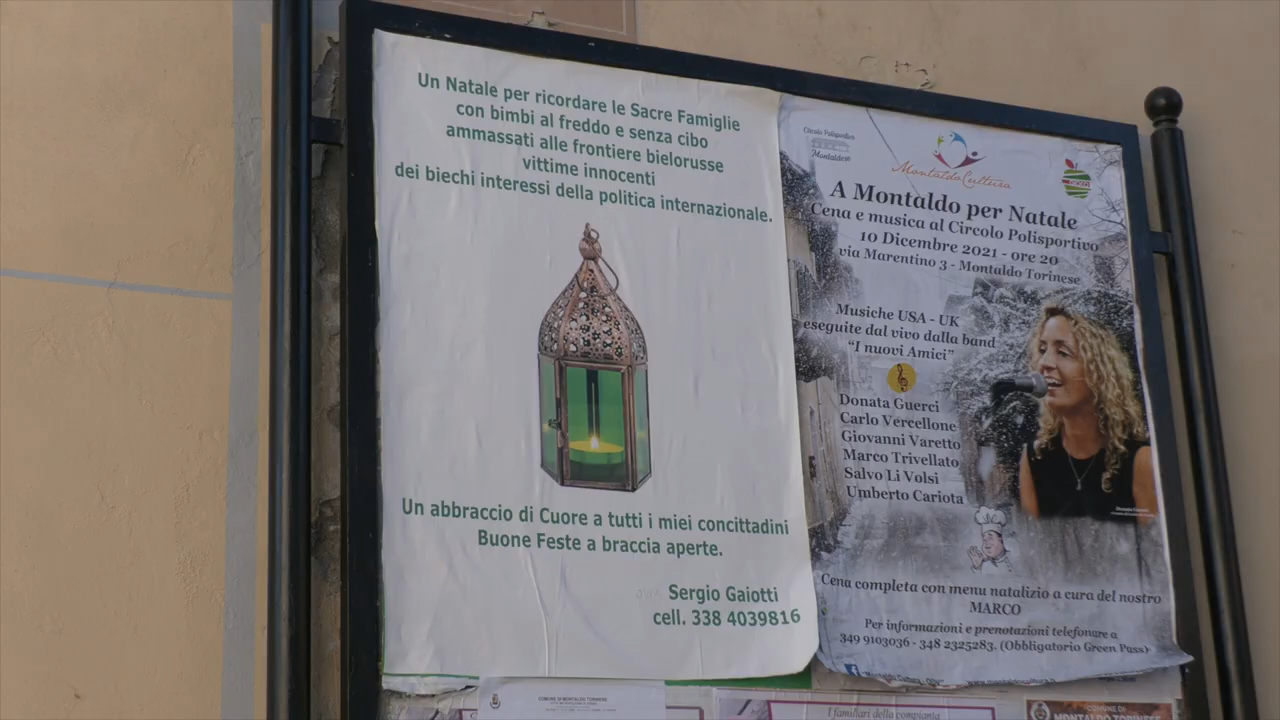 Un Natale per ricordare le Sacre Famiglie
con bimbi al freddo e senza cibo
ammassati alle frontiere bielorusse
vittime innocenti
dei biechi interessi della politica internazionale.
Un abbraccio di Cuore a tutti i miei concittadini
Buone Feste a braccia aperte.
Sergio Gaiotti
cell. 338 4039816
Circolo Polisportivo
Montaldese
MontaldoCultura
A Montaldo per Natale
Cena e musica al Circolo Polisportivo
10 Dicembre 2021 - ore 20
via Marentino 3 - Montaldo Torinese
Musiche USA - UK
eseguite dal vivo dalla band
“I nuovi Amici”
Donata Guerci
Carlo Vercellone
Giovanni Varetto
Marco Trivellato
Salvo Li Volsi
Umberto Cariota
Cena completa con menu natalizio a cura del nostro
MARCO
Per informazioni e prenotazioni telefonare a
349 9103036 - 348 2325283. (Obbligatorio Green Pass)
COMUNE DI MONTALDO TORINESE
I familiari della compianta
COMUNE DI
MONTALDO TORINESE